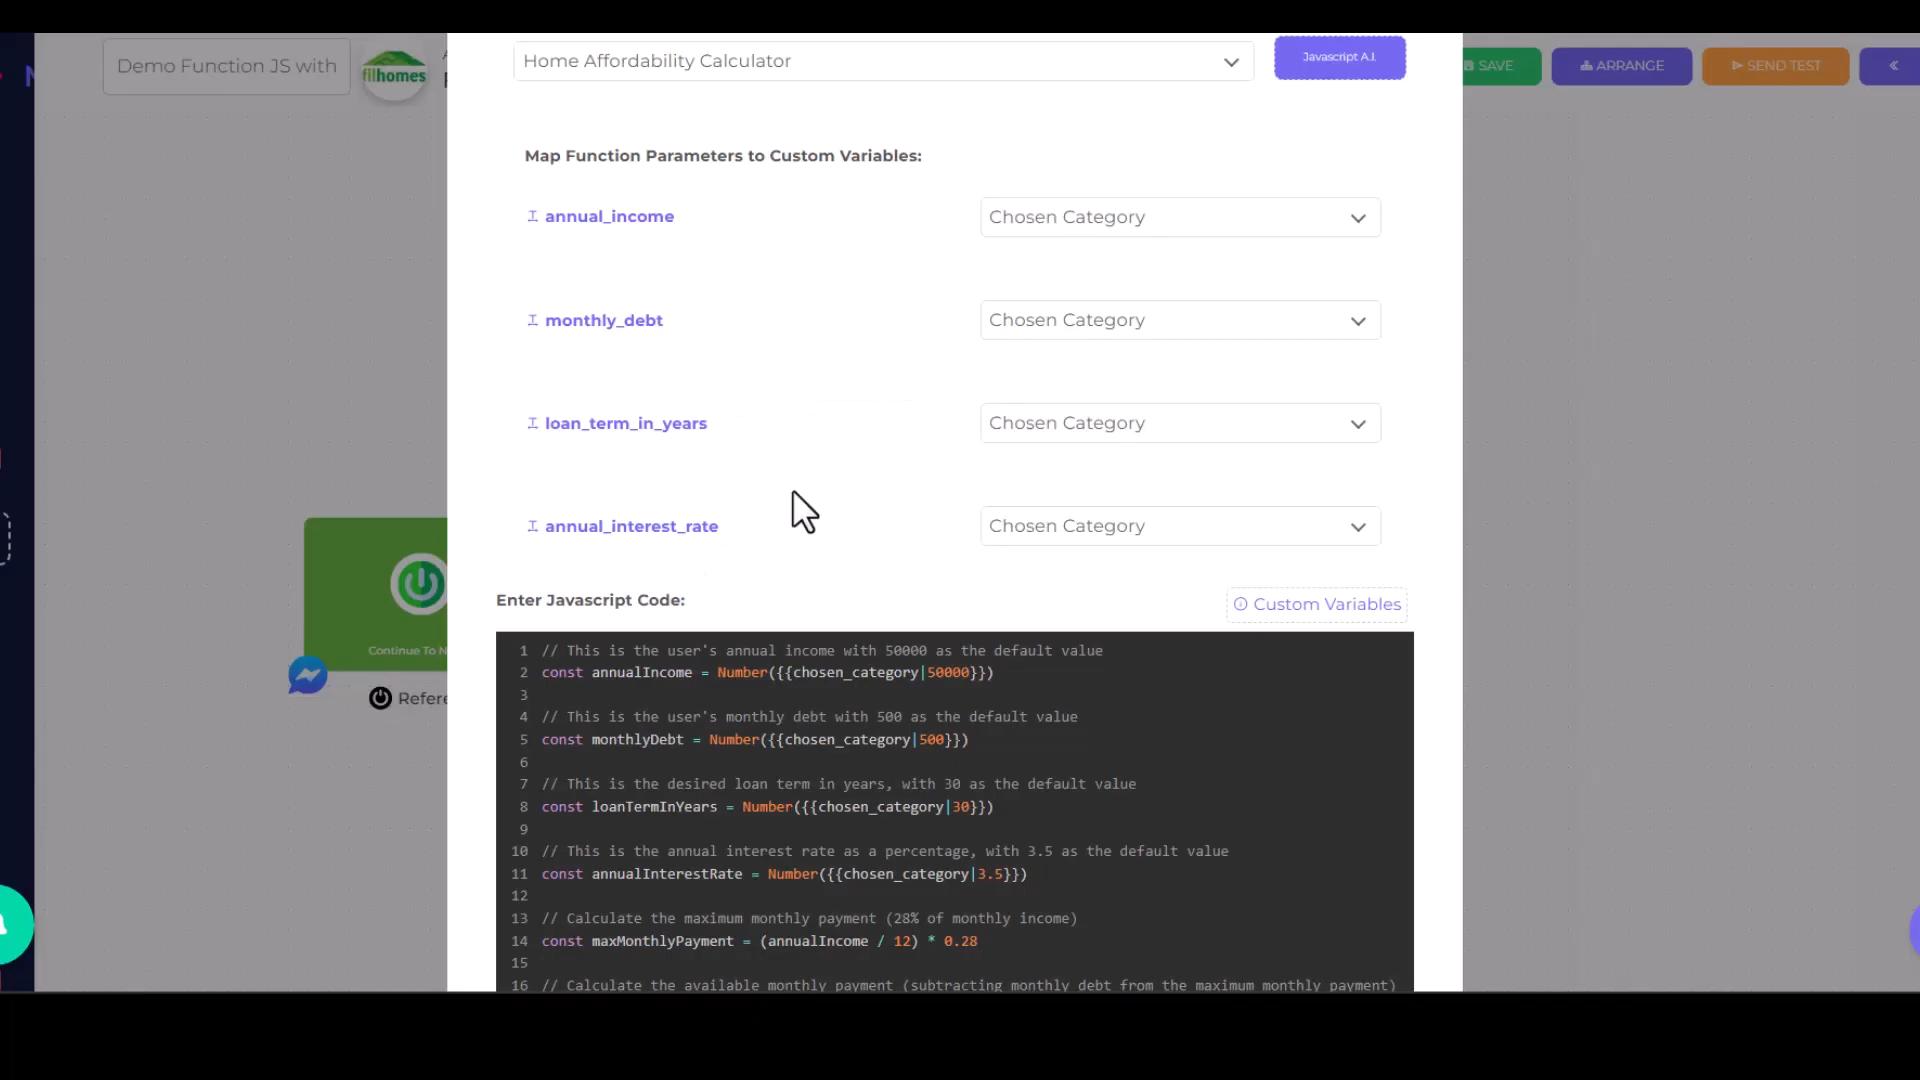 Demo Function JS with
filhomes
Home Affordability Calculator
Javascript A.I.
SAVE
ARRANGE
SEND TEST
Map Function Parameters to Custom Variables:
annual_income
Chosen Category
monthly_debt
Chosen Category
loan_term_in_years
Chosen Category
annual_interest_rate
Chosen Category
Continue To N
Refere
Enter Javascript Code:
Custom Variables
1 // This is the user's annual income with 50000 as the default value
2 const annualIncome = Number({{chosen_category|50000}})
3
4 // This is the user's monthly debt with 500 as the default value
5 const monthlyDebt = Number({{chosen_category|500}})
6
7 // This is the desired loan term in years, with 30 as the default value
8 const loanTermInYears = Number({{chosen_category|30}})
9
10 // This is the annual interest rate as a percentage, with 3.5 as the default value
11 const annualInterestRate = Number({{chosen_category|3.5}})
12
13 // Calculate the maximum monthly payment (28% of monthly income)
14 const maxMonthlyPayment = (annualIncome / 12) * 0.28
15
16 // Calculate the available monthly payment (subtracting monthly debt from the maximum monthly payment)